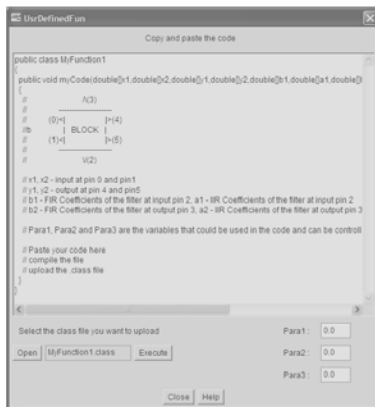 UsrDefinedFun
Copy and paste the code
public class MyFunction1
{
public void myCode(double[]x1,double[]x2,double[]y1,double[]y2,double[]b1,double[]a1,double[]
{
// /\(3)
// ——————
// (0)<| |>(4)
//b | BLOCK |
// (1)<| |>(5)
// ——————
// \/(2)
// x1, x2 - input at pin 0 and pin1
// y1, y2 - output at pin 4 and pin5
// b1 - FIR Coefficients of the filter at input pin 2, a1 - IIR Coefficients of the filter at input pin 2
// b2 - FIR Coefficients of the filter at output pin 3, a2 - IIR Coefficients of the filter at output pin 3
// Para1, Para2 and Para3 are the variables that could be used in the code and can be controll
// Paste your code here
// compile the file
// upload the .class file
}
}
Select the class file you want to upload
Para1 : 0.0
Open MyFunction1.class Execute
Para2 : 0.0
Para3 : 0.0
Close Help